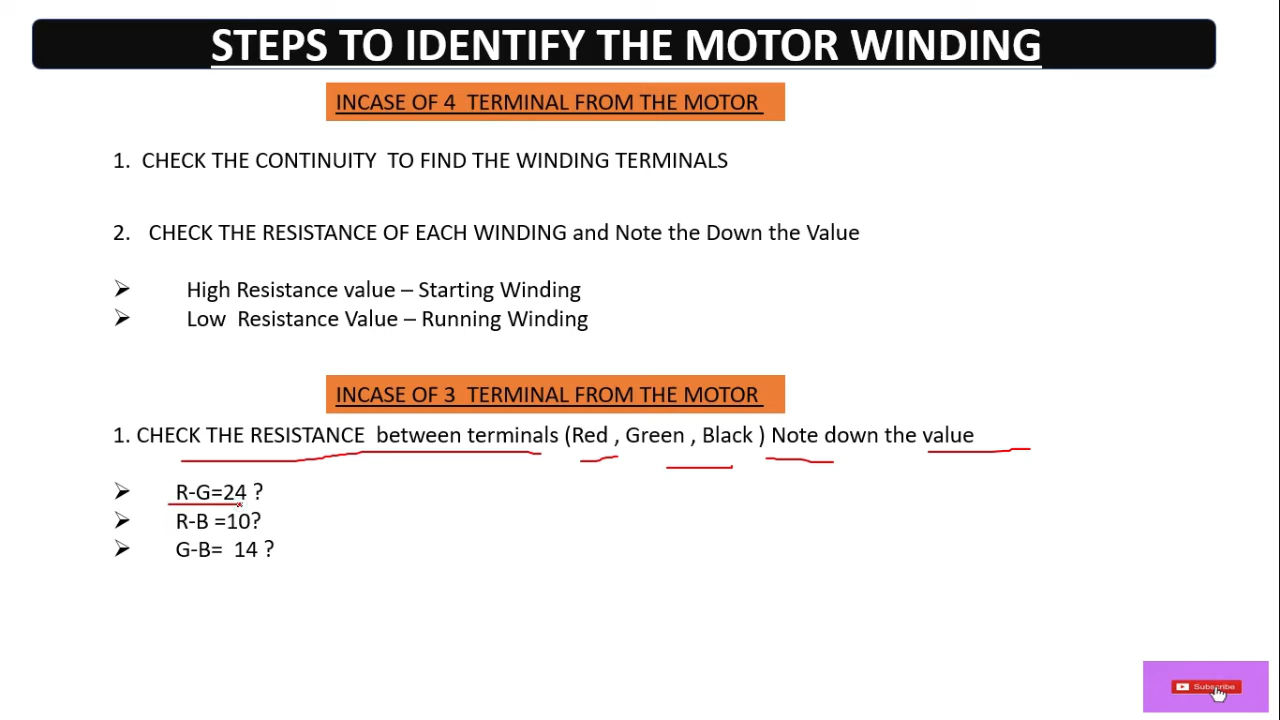 STEPS TO IDENTIFY THE MOTOR WINDING
INCASE OF 4 TERMINAL FROM THE MOTOR
1. CHECK THE CONTINUITY TO FIND THE WINDING TERMINALS
2. CHECK THE RESISTANCE OF EACH WINDING and Note the Down the Value
High Resistance value – Starting Winding
Low Resistance Value – Running Winding
INCASE OF 3 TERMINAL FROM THE MOTOR
1. CHECK THE RESISTANCE between terminals (Red , Green , Black ) Note down the value
R-G=24 ?
R-B =10?
G-B= 14 ?
Subscribe